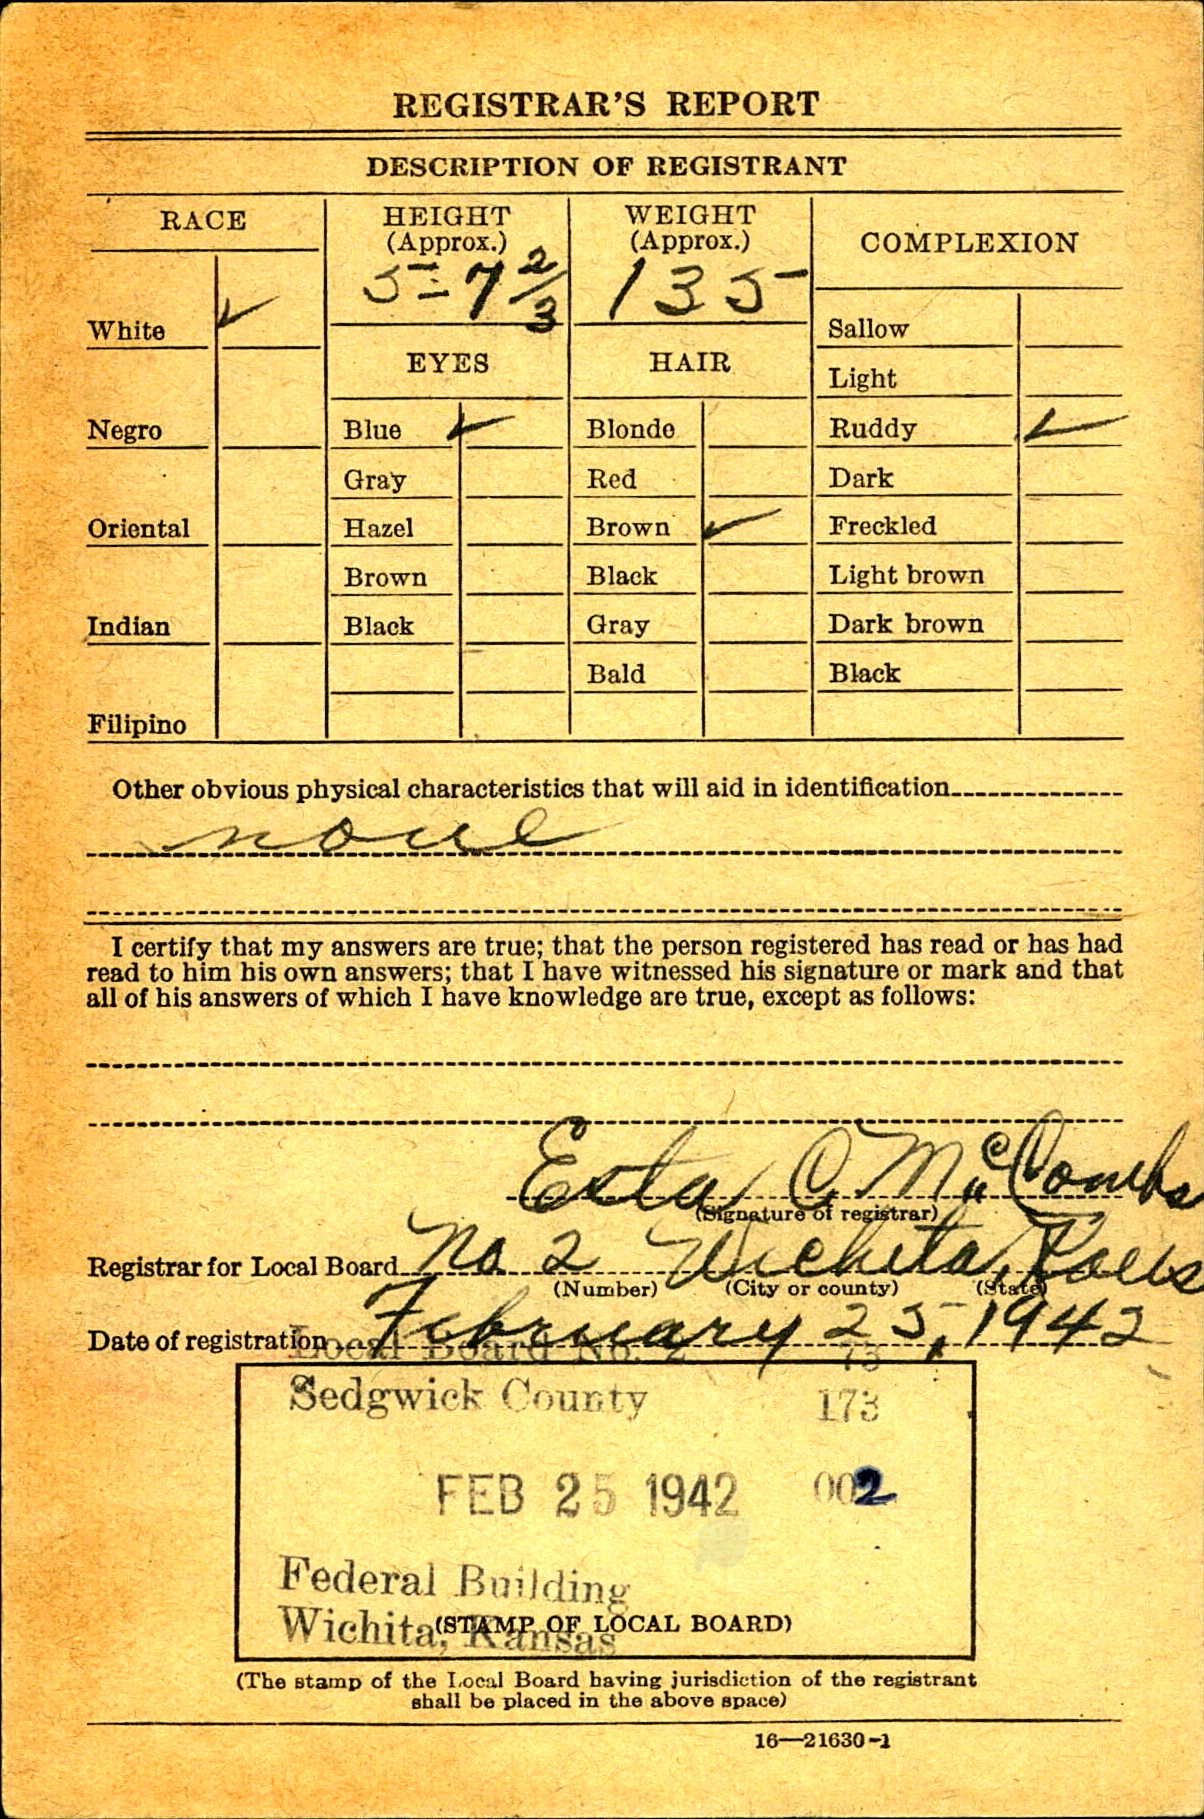 REGISTRAR'S REPORT
DESCRIPTION OF REGISTRANT
RACE
HEIGHT
(Approx.)
5-7 2/3
WEIGHT
(Approx.)
135
COMPLEXION
White ✓
Negro
Oriental
Indian
Filipino
EYES
Blue ✓
Gray
Hazel
Brown
Black
HAIR
Blonde
Red
Brown ✓
Black
Gray
Bald
Sallow
Light
Ruddy ✓
Dark
Freckled
Light brown
Dark brown
Black
Other obvious physical characteristics that will aid in identification
none
I certify that my answers are true; that the person registered has read or has had
read to him his own answers; that I have witnessed his signature or mark and that
all of his answers of which I have knowledge are true, except as follows:
Esta C. McCombs
(Signature of registrar)
Registrar for Local Board No. 2 Wichita, Kans
(Number) (City or county) (State)
Date of registration February 25, 1942
Local Board No. 2 73
Sedgwick County 173
FEB 25 1942 002
Federal Building
Wichita, Kansas
(STAMP OF LOCAL BOARD)
(The stamp of the Local Board having jurisdiction of the registrant
shall be placed in the above space)
16—21630-1